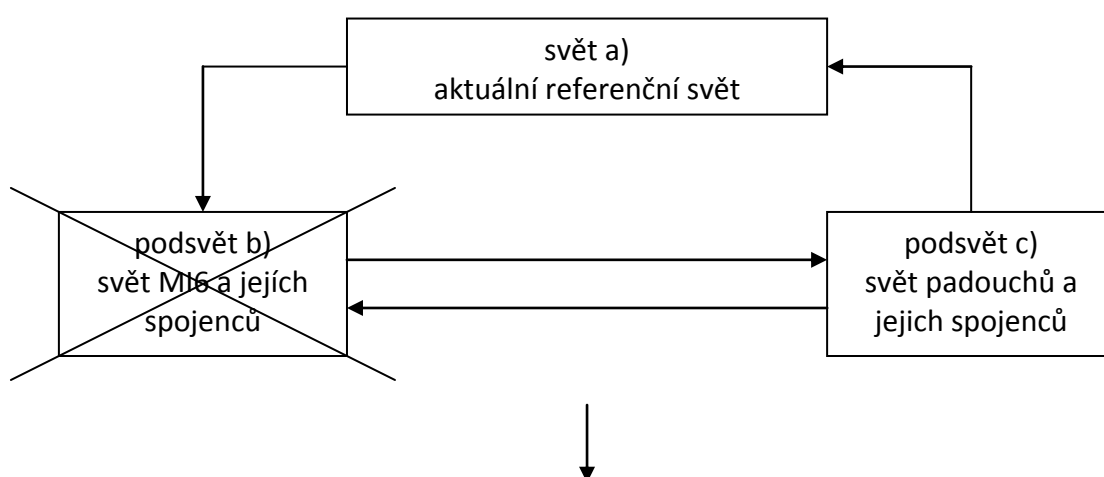 svět a)
aktuální referenční svět
podsvět b)
svět MI6 a jejích
spojenců
podsvět c)
svět padouchů a
jejich spojenců